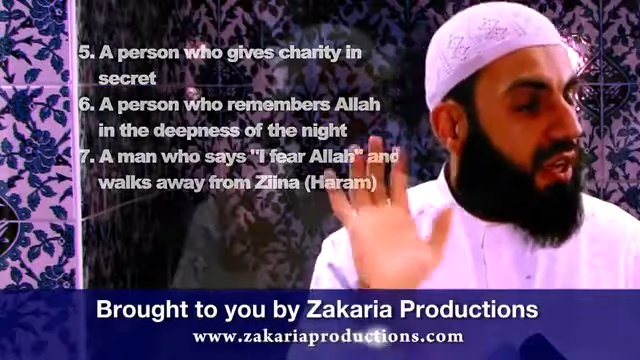 5. A person who gives charity in
secret
6. A person who remembers Allah
in the deepness of the night
7. A man who says "I fear Allah" and
walks away from Ziina (Haram)
Brought to you by Zakaria Productions
www.zakariaproductions.com